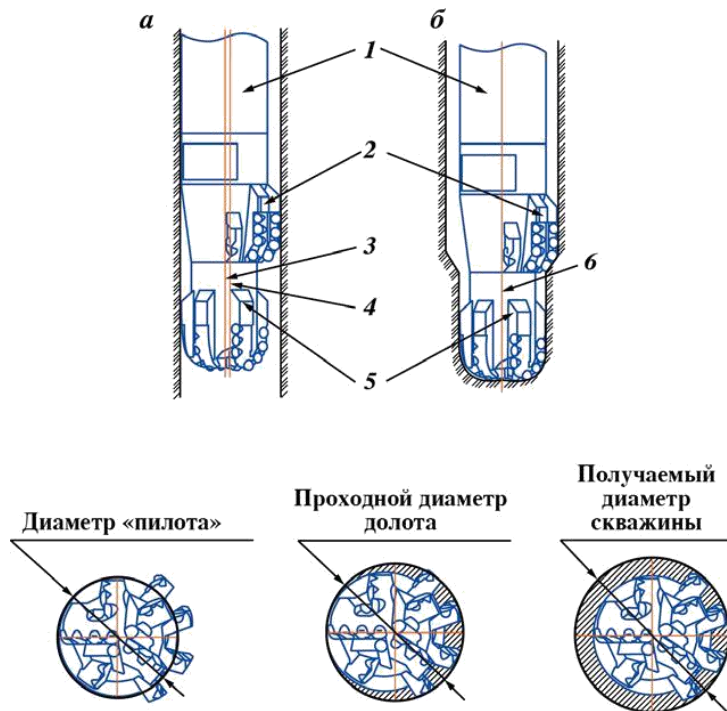 а
б
1
2
3
4
6
5
Диаметр «пилота»
Проходной диаметр
долота
Получаемый
диаметр
скважины